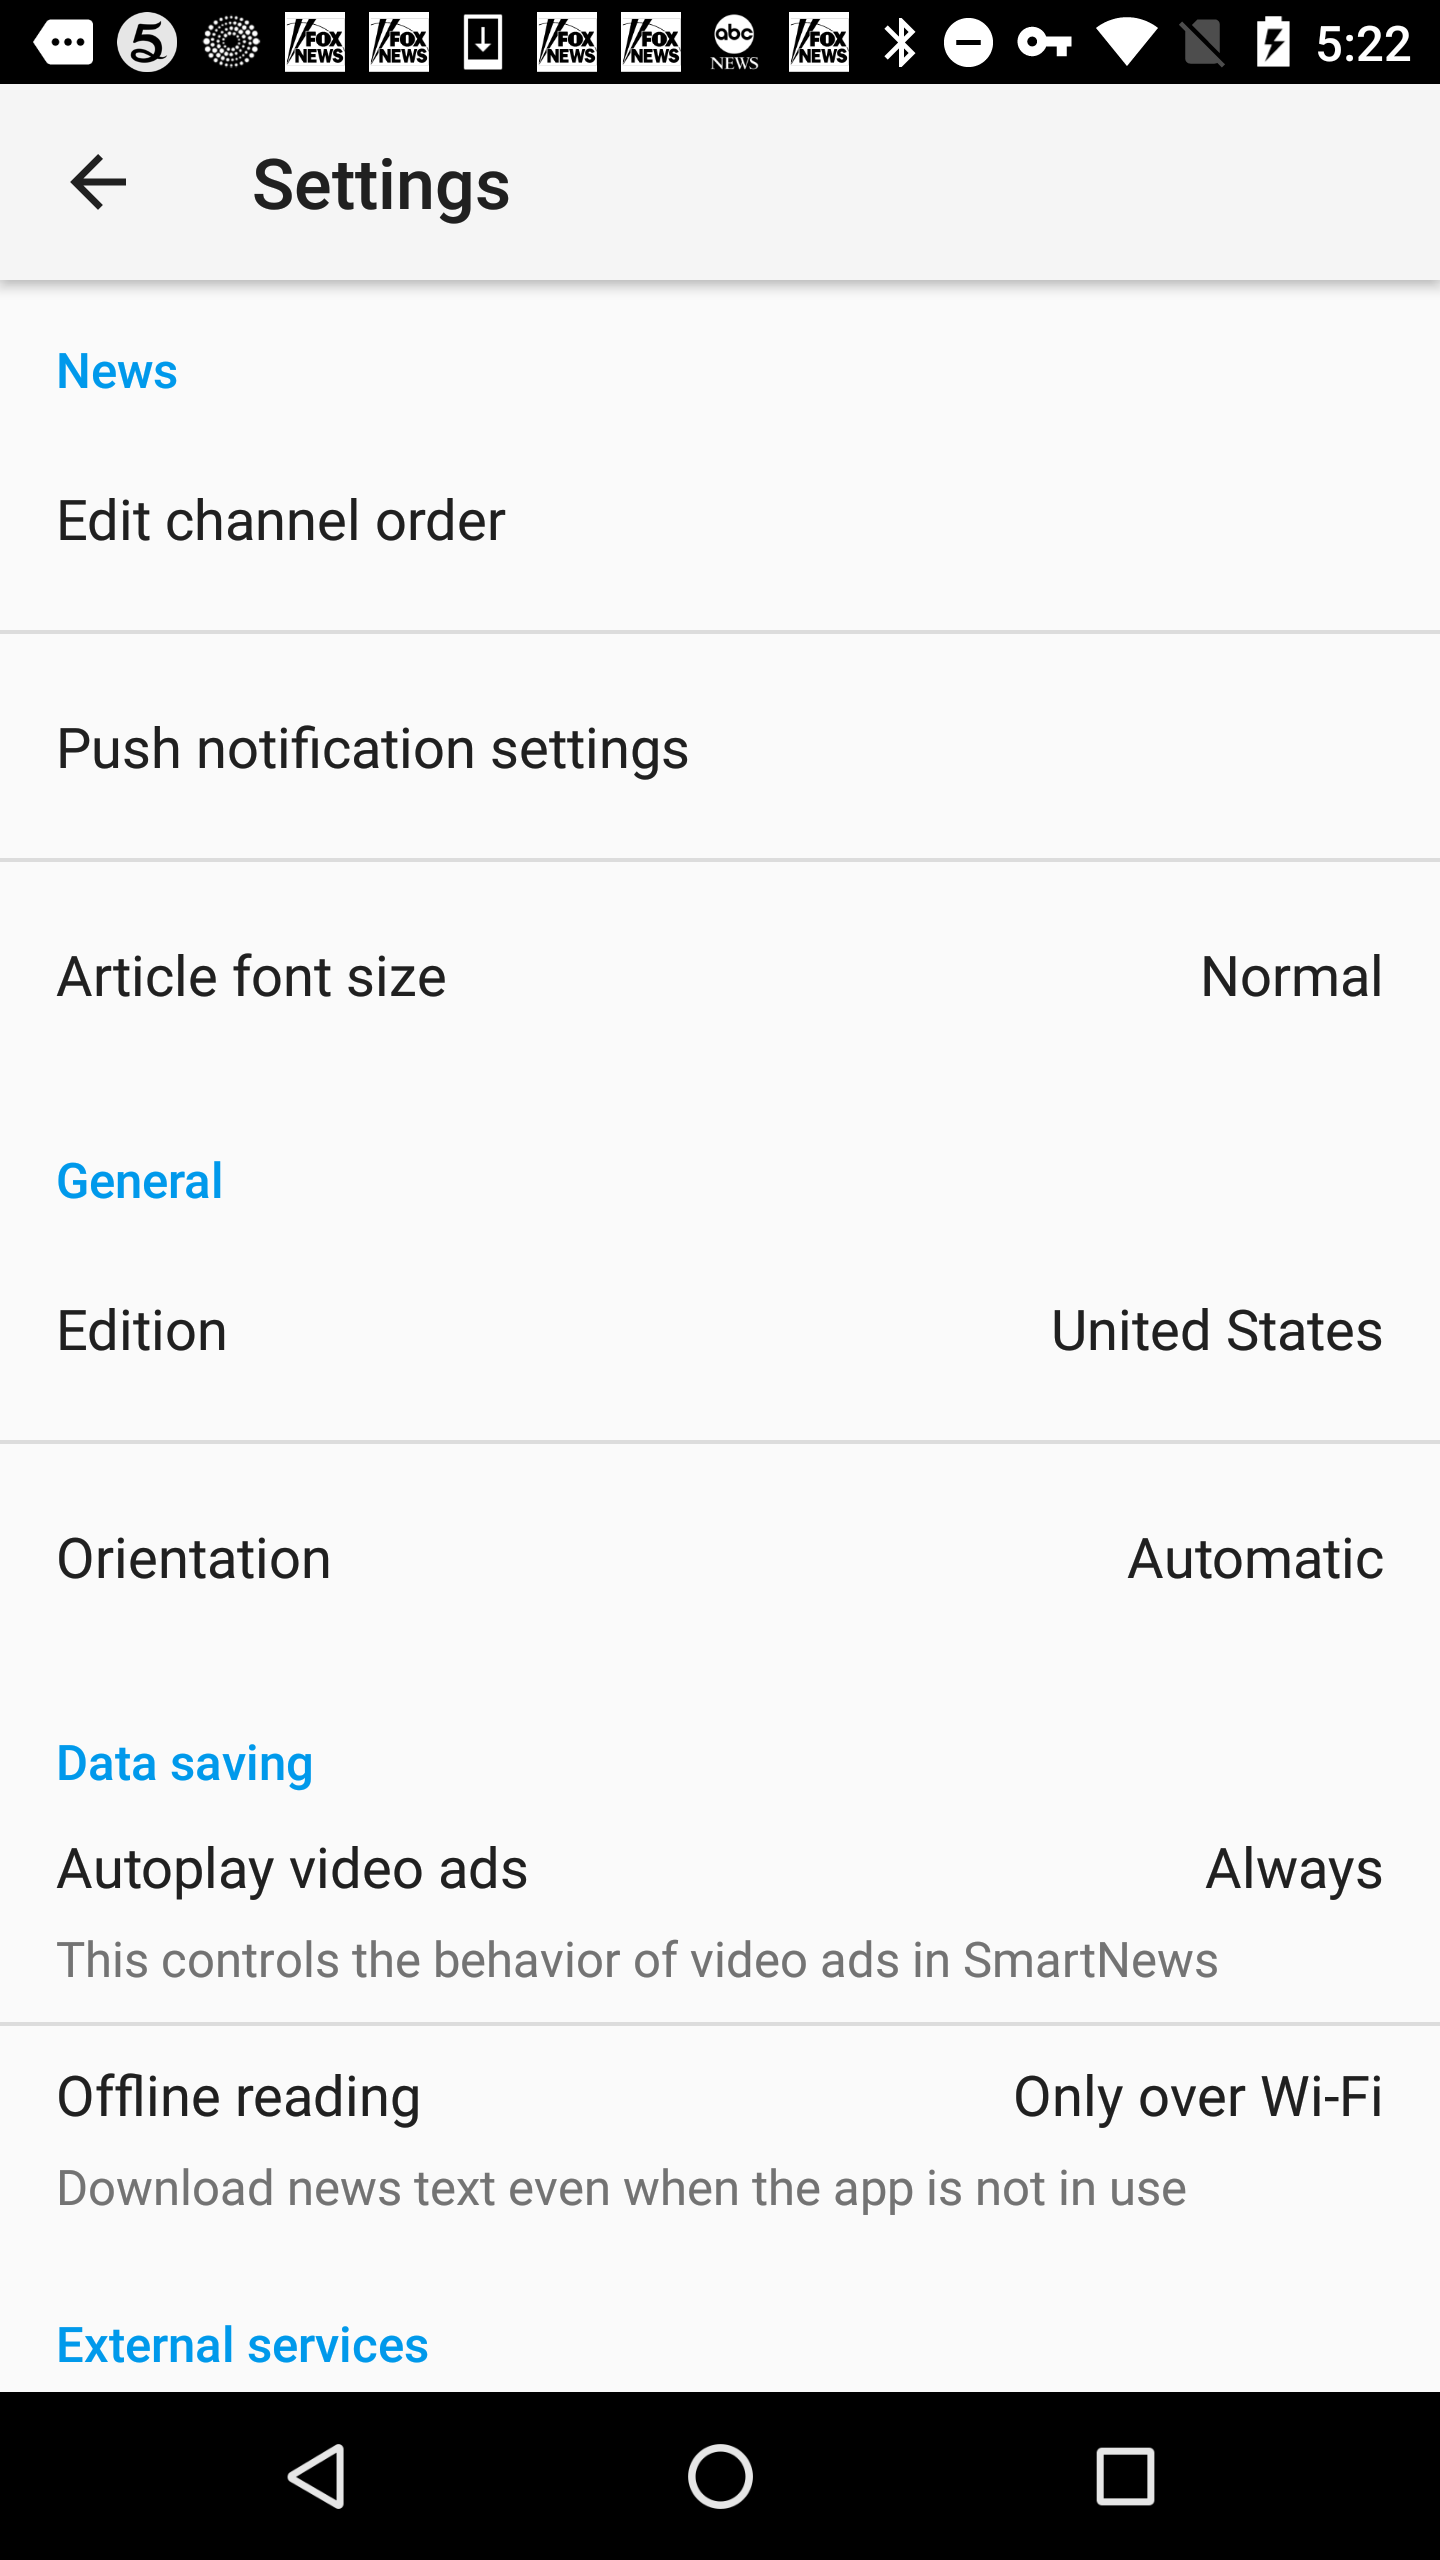 5 FOX NEWS FOX NEWS FOX NEWS FOX NEWS abc NEWS FOX NEWS 5:22
Settings
News
Edit channel order
Push notification settings
Article font size Normal
General
Edition United States
Orientation Automatic
Data saving
Autoplay video ads Always
This controls the behavior of video ads in SmartNews
Offline reading Only over Wi-Fi
Download news text even when the app is not in use
External services